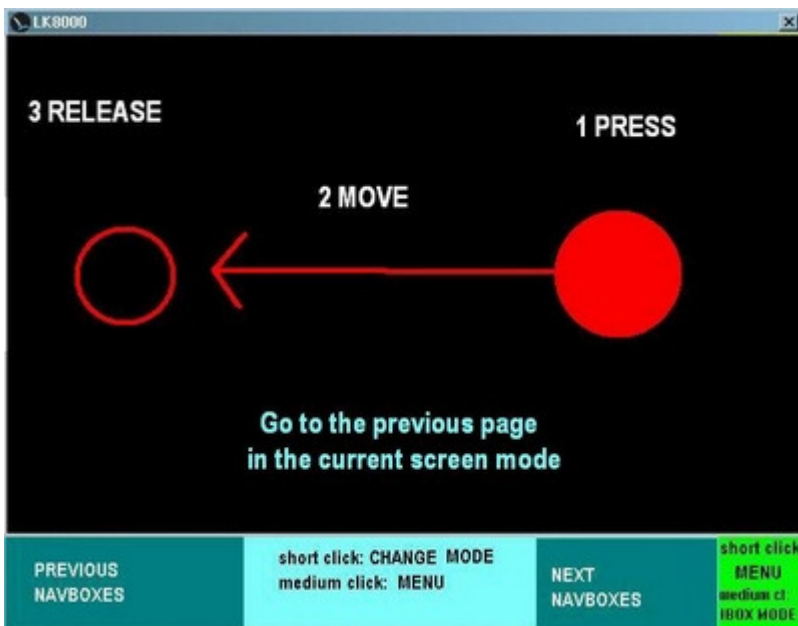 LK8000
3 RELEASE
1 PRESS
2 MOVE
Go to the previous page
in the current screen mode
PREVIOUS
NAVBOXES
short click: CHANGE MODE
medium click: MENU
NEXT
NAVBOXES
short click
MENU
medium cl:
IBOX MODE